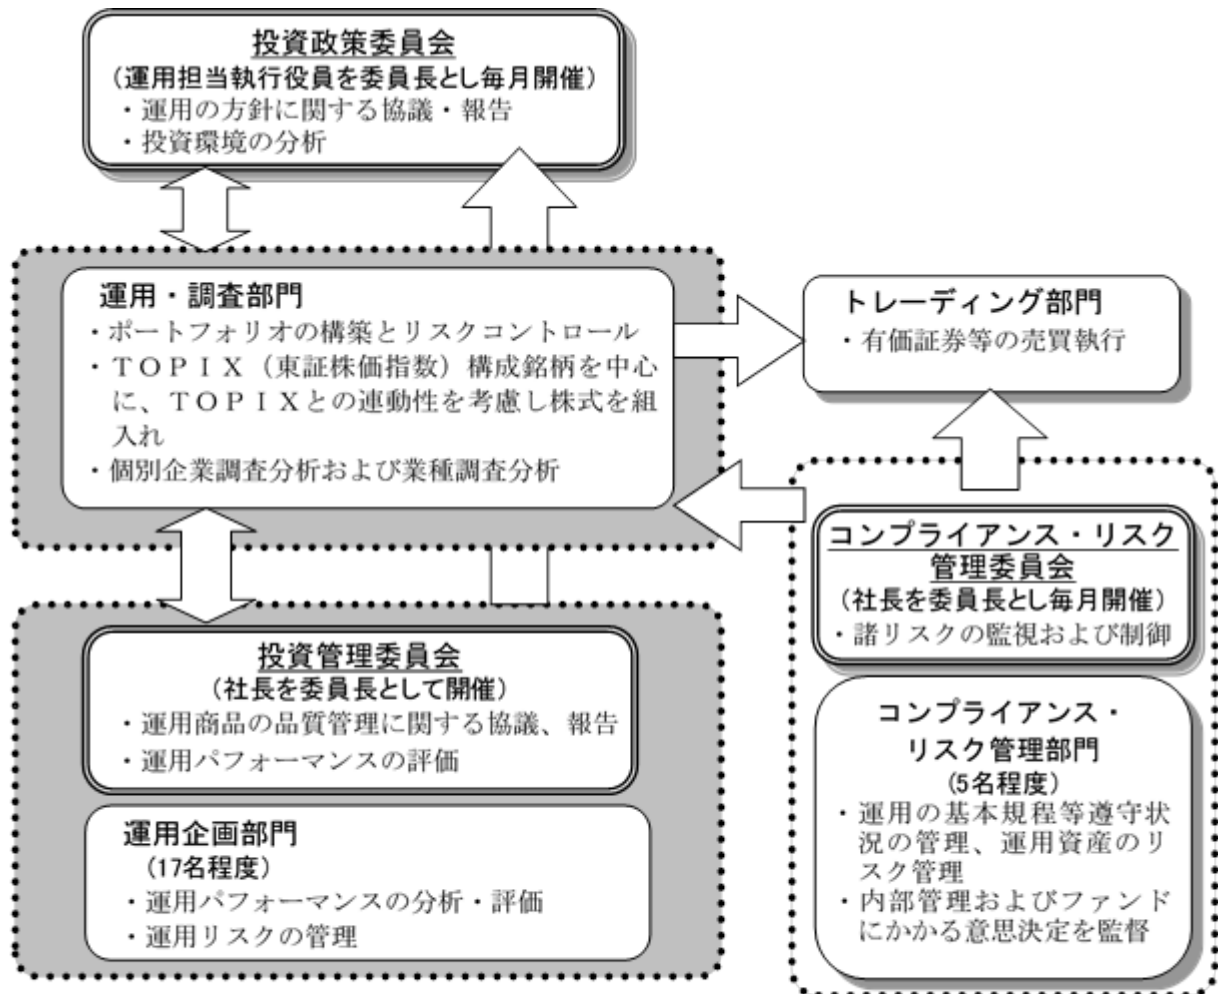 投資政策委員会
(運用担当執行役員を委員長とし毎月開催)
・運用の方針に関する協議・報告
・投資環境の分析
運用・調査部門
・ポートフォリオの構築とリスクコントロール
・ＴＯＰＩＸ（東証株価指数）構成銘柄を中心
に、ＴＯＰＩＸとの連動性を考慮し株式を組
入れ
・個別企業調査分析および業種調査分析
トレーディング部門
・有価証券等の売買執行
投資管理委員会
(社長を委員長として開催)
・運用商品の品質管理に関する協議、報告
・運用パフォーマンスの評価
運用企画部門
(17名程度)
・運用パフォーマンスの分析・評価
・運用リスクの管理
コンプライアンス・リスク
管理委員会
(社長を委員長とし毎月開催)
・諸リスクの監視および制御
コンプライアンス・
リスク管理部門
(5名程度)
・運用の基本規程等遵守状
況の管理、運用資産のリ
スク管理
・内部管理およびファンド
にかかる意思決定を監督